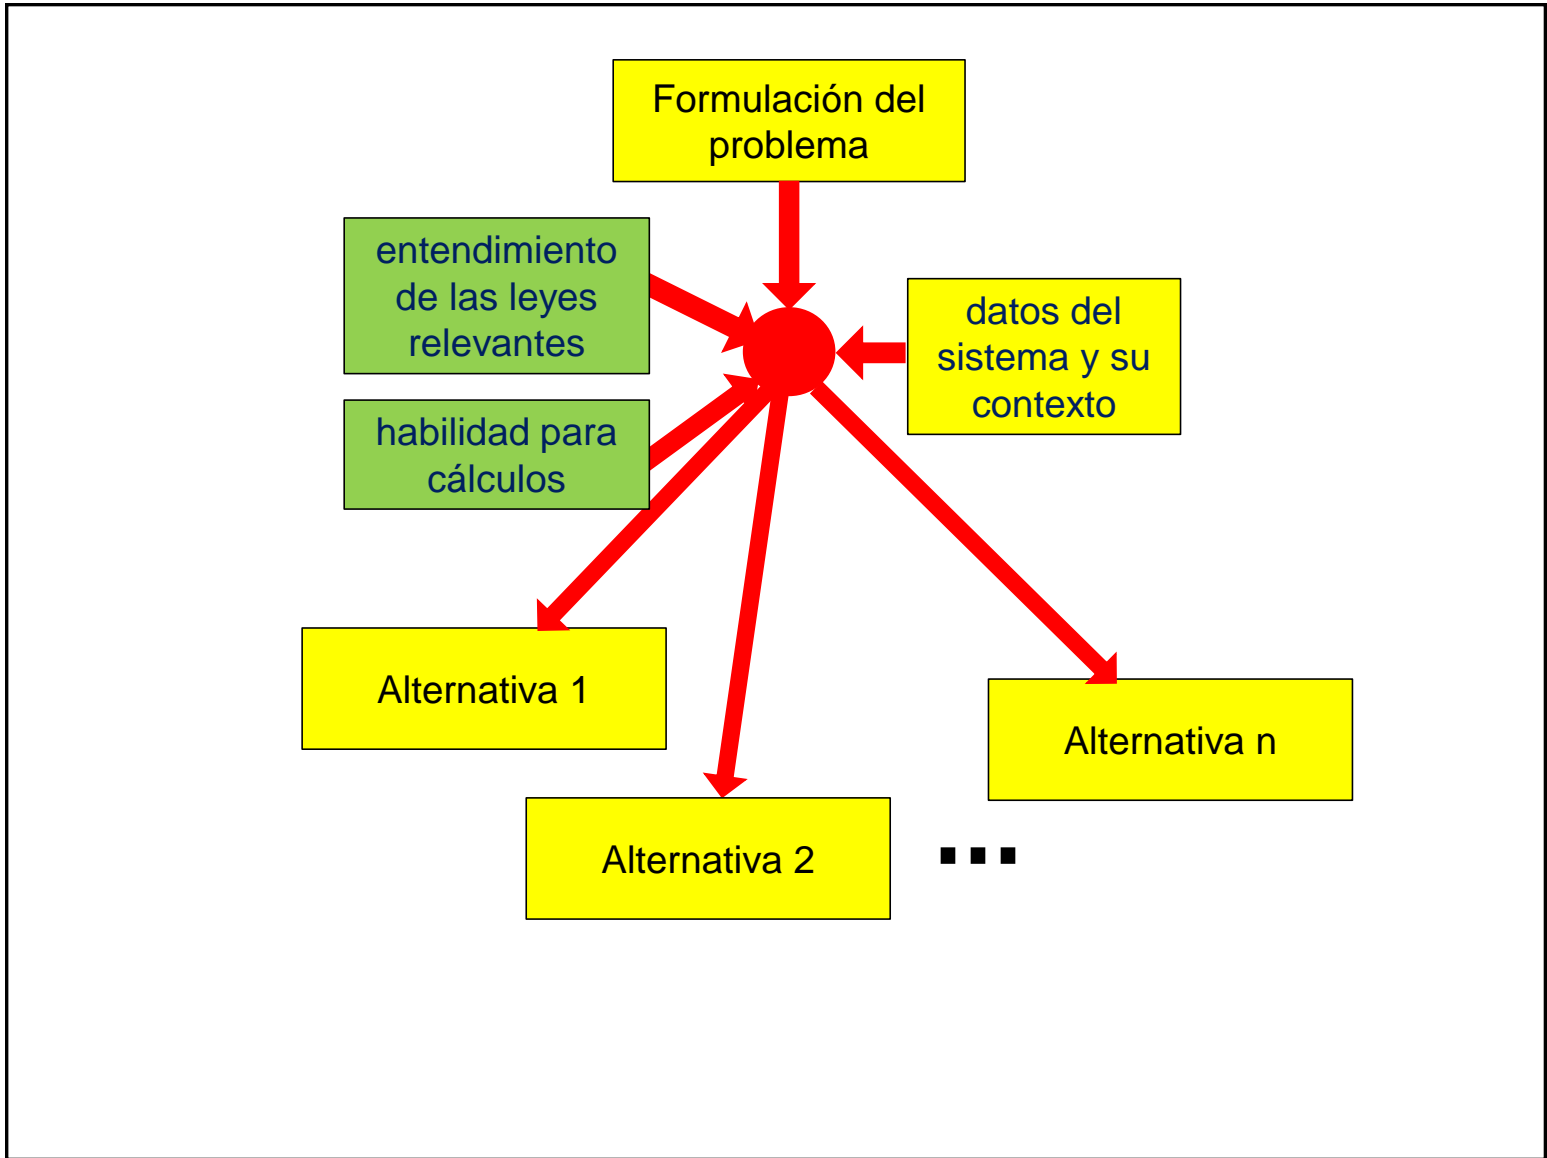 Formulación del
problema
entendimiento
de las leyes
relevantes
datos del
sistema y su
contexto
habilidad para
cálculos
Alternativa 1
Alternativa n
Alternativa 2
...